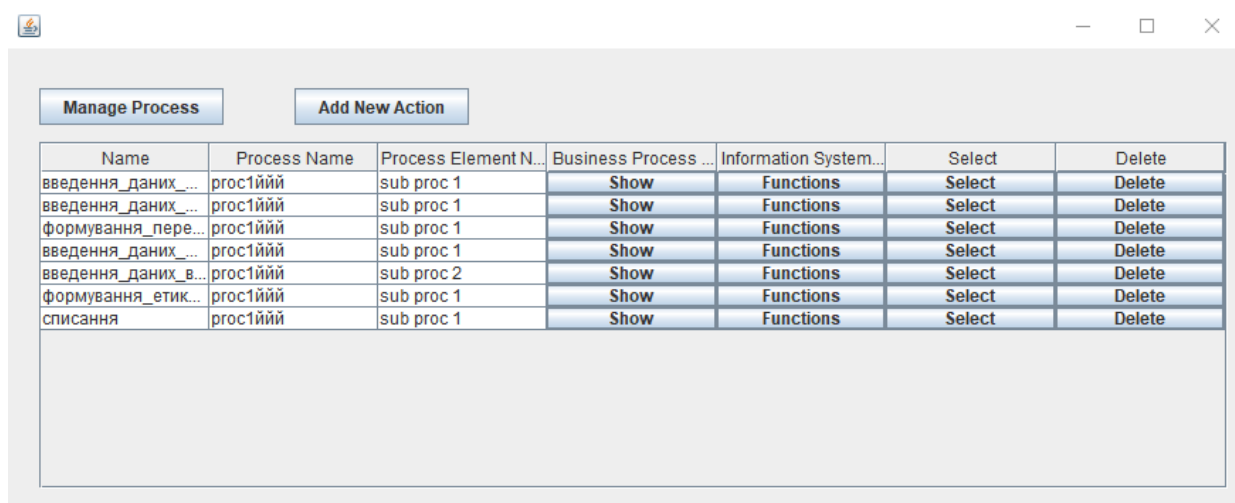 Manage Process Add New Action
Name Process Name Process Element N... Business Process ... Information System... Select Delete
введення_даних_... proc1ййй sub proc 1 Show Functions Select Delete
введення_даних_... proc1ййй sub proc 1 Show Functions Select Delete
формування_пере... proc1ййй sub proc 1 Show Functions Select Delete
введення_даних_... proc1ййй sub proc 1 Show Functions Select Delete
введення_даних_в... proc1ййй sub proc 2 Show Functions Select Delete
формування_етик... proc1ййй sub proc 1 Show Functions Select Delete
списання proc1ййй sub proc 1 Show Functions Select Delete